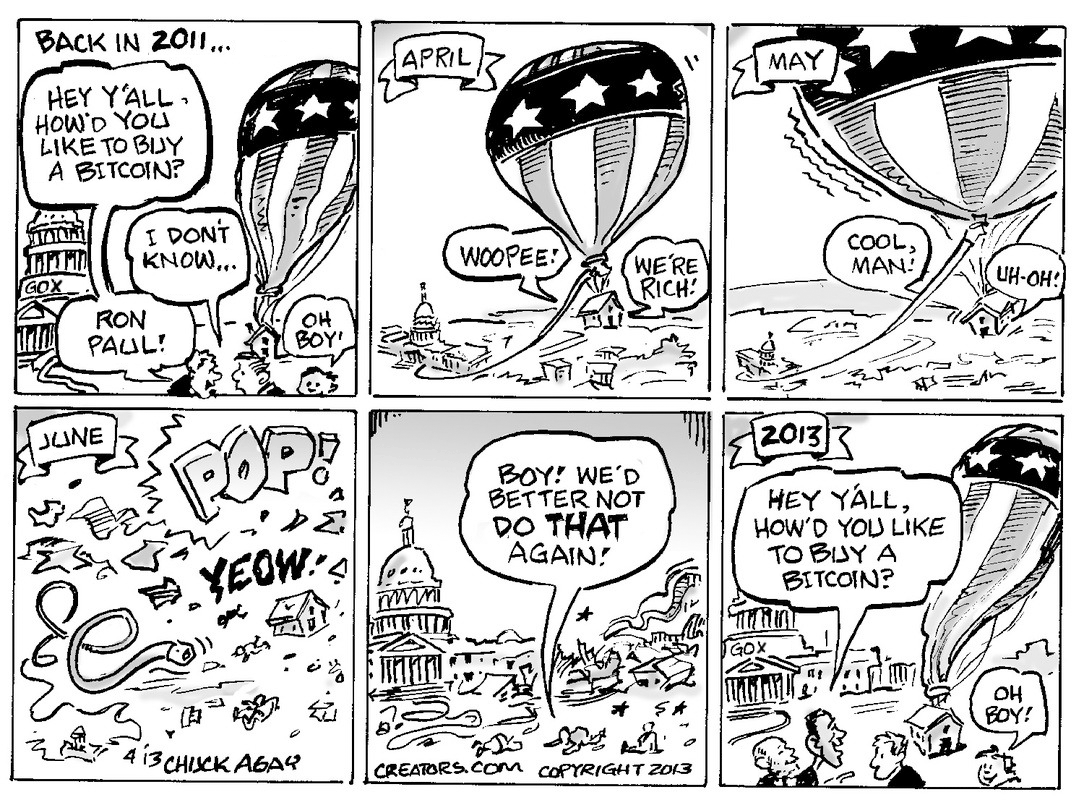 BACK IN 2011...
HEY Y'ALL,
HOW'D YOU
LIKE TO BUY
A BITCOIN?
I DON'T
KNOW...
GOX
RON
PAUL!
OH
BOY!
APRIL
WOOPEE!
WE'RE
RICH!
MAY
COOL,
MAN!
UH-OH!
JUNE
POP!
YEOW!
4 '13 CHUCK ASAY
BOY! WE'D
BETTER NOT
DO THAT
AGAIN!
CREATORS.COM COPYRIGHT 2013
2013
HEY Y'ALL,
HOW'D YOU LIKE
TO BUY A
BITCOIN?
GOX
OH
BOY!